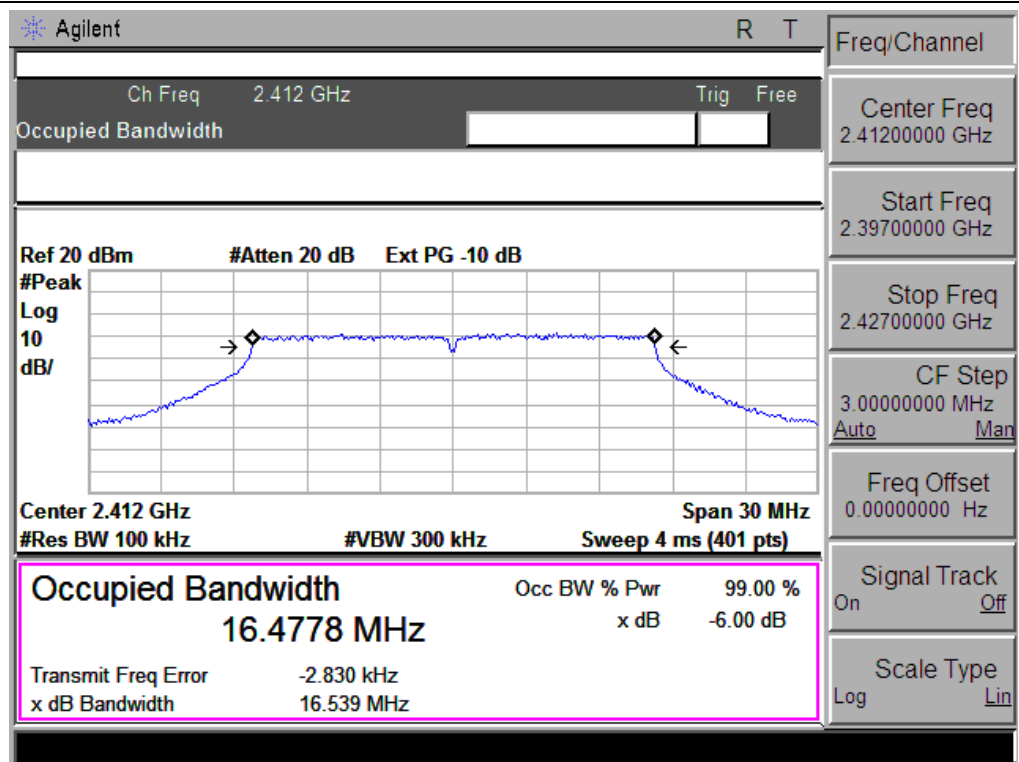 Agilent R T
Ch Freq 2.412 GHz Trig Free
Occupied Bandwidth
Ref 20 dBm #Atten 20 dB Ext PG -10 dB
#Peak
Log
10
dB/
Center 2.412 GHz Span 30 MHz
#Res BW 100 kHz #VBW 300 kHz Sweep 4 ms (401 pts)
Occupied Bandwidth Occ BW % Pwr 99.00 %
16.4778 MHz x dB -6.00 dB
Transmit Freq Error -2.830 kHz
x dB Bandwidth 16.539 MHz
Freq/Channel
Center Freq
2.41200000 GHz
Start Freq
2.39700000 GHz
Stop Freq
2.42700000 GHz
CF Step
3.00000000 MHz
Auto Man
Freq Offset
0.00000000 Hz
Signal Track
On Off
Scale Type
Log Lin